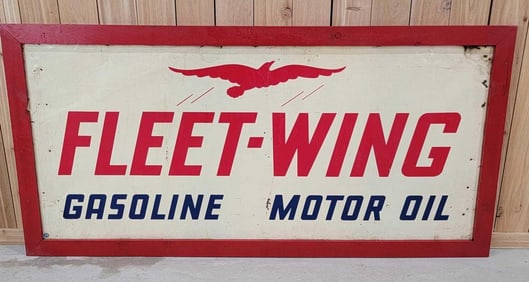 FLEET-WING
GASOLINE MOTOR OIL